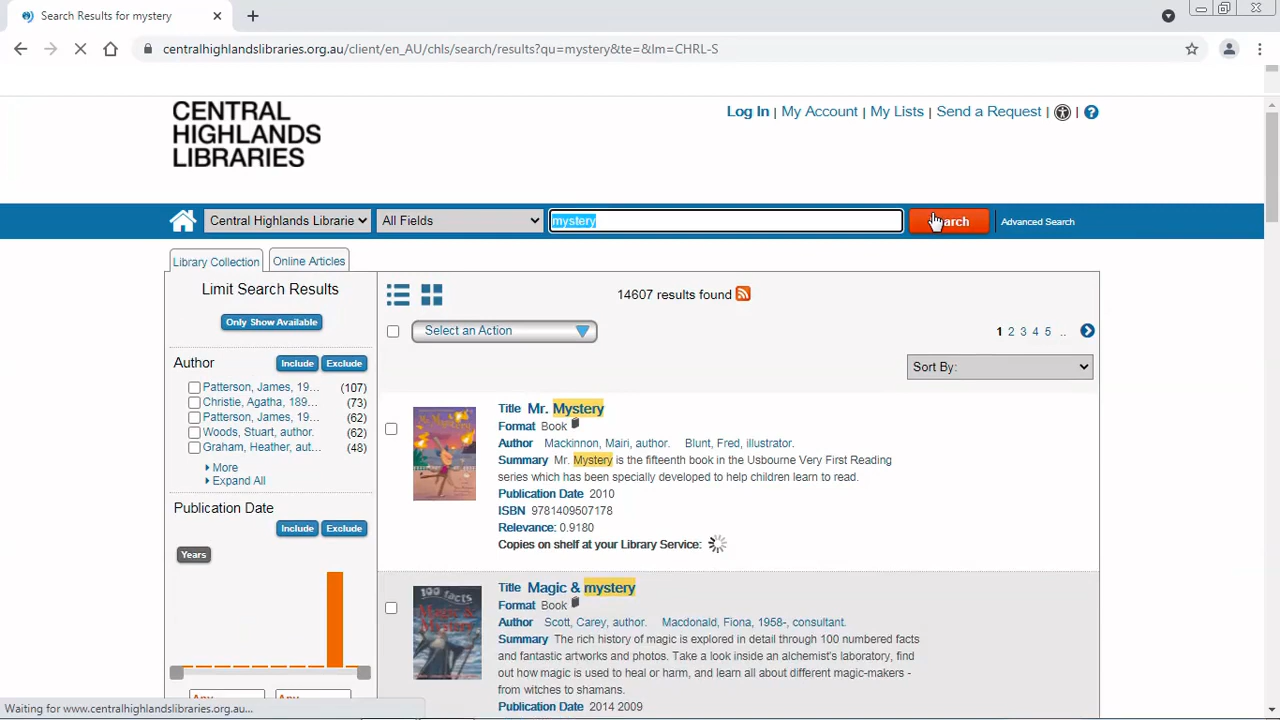 Search Results for mystery
centralhighlandslibraries.org.au/client/en_AU/chls/search/results?qu=mystery&te=&lm=CHRL-S
CENTRAL
HIGHLANDS
LIBRARIES
Log In | My Account | My Lists | Send a Request | | ?
Central Highlands Librarie All Fields mystery Advanced Search
Library Collection Online Articles
Limit Search Results
Only Show Available
Author Include Exclude
Patterson, James, 19... (107)
Christie, Agatha, 189... (73)
Patterson, James, 19... (62)
Woods, Stuart, author. (62)
Graham, Heather, aut... (48)
More
Expand All
Publication Date
Include Exclude
Years
Any Any
14607 results found
Select an Action
1 2 3 4 5 ..
Sort By:
Title Mr. Mystery
Format Book
Author Mackinnon, Mairi, author. Blunt, Fred, illustrator.
Summary Mr. Mystery is the fifteenth book in the Usbourne Very First Reading
series which has been specially developed to help children learn to read.
Publication Date 2010
ISBN 9781409507178
Relevance: 0.9180
Copies on shelf at your Library Service:
100 facts
Magic &
Mystery
Title Magic & mystery
Format Book
Author Scott, Carey, author. Macdonald, Fiona, 1958-, consultant.
Summary The rich history of magic is explored in detail through 100 numbered facts
and fantastic artworks and photos. Take a look inside an alchemist's laboratory, find
out how magic is used to heal or harm, and learn all about different magic-makers -
from witches to shamans.
Publication Date 2014 2009
Waiting for www.centralhighlandslibraries.org.au...